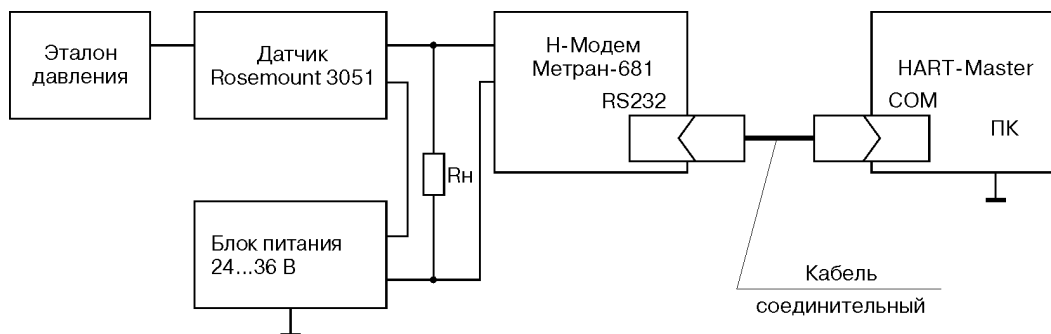 Эталон
давления
Датчик
Rosemount 3051
Н-Модем
Метран-681
RS232
HART-Master
COM
ПК
Rн
Блок питания
24...36 В
Кабель
соединительный